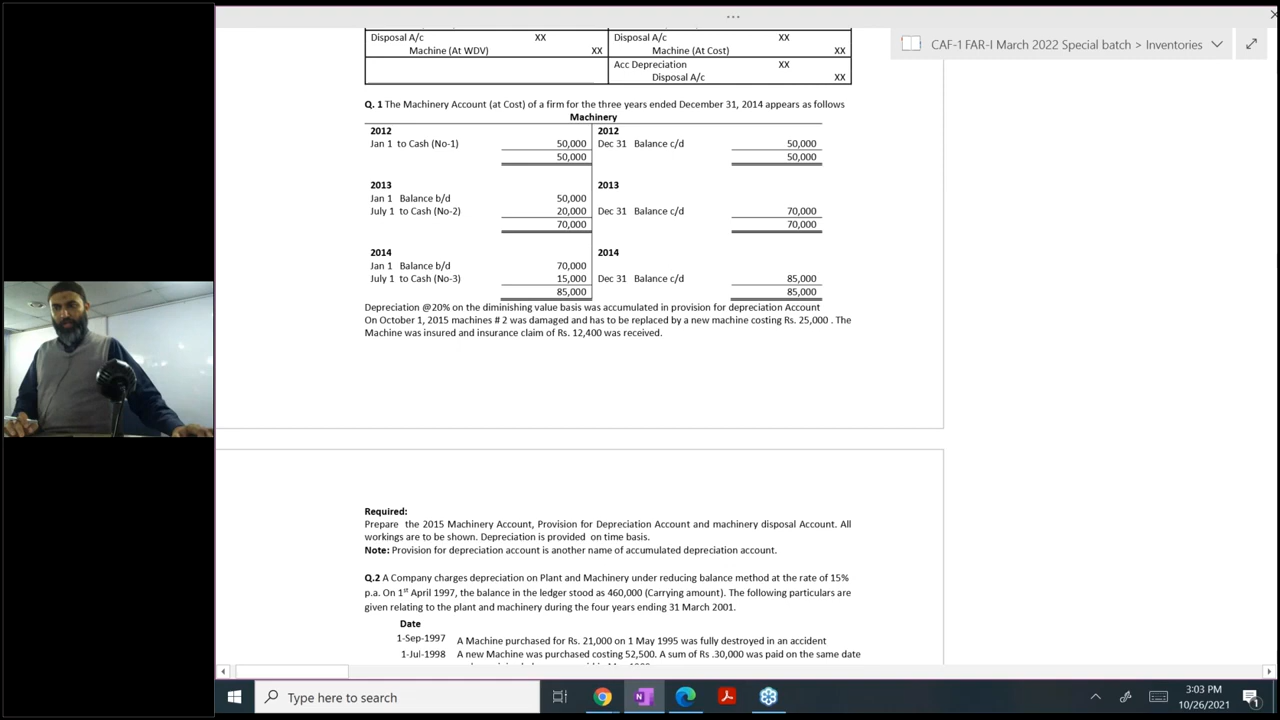 CAF-1 FAR-I March 2022 Special batch > Inventories
Disposal A/c XX Disposal A/c XX
Machine (At WDV) XX Machine (At Cost) XX
Acc Depreciation XX
Disposal A/c XX
Q. 1 The Machinery Account (at Cost) of a firm for the three years ended December 31, 2014 appears as follows
Machinery
2012 2012
Jan 1 to Cash (No-1) 50,000 Dec 31 Balance c/d 50,000
50,000 50,000
2013 2013
Jan 1 Balance b/d 50,000
July 1 to Cash (No-2) 20,000 Dec 31 Balance c/d 70,000
70,000 70,000
2014 2014
Jan 1 Balance b/d 70,000
July 1 to Cash (No-3) 15,000 Dec 31 Balance c/d 85,000
85,000 85,000
Depreciation @20% on the diminishing value basis was accumulated in provision for depreciation Account
On October 1, 2015 machines # 2 was damaged and has to be replaced by a new machine costing Rs. 25,000 . The
Machine was insured and insurance claim of Rs. 12,400 was received.
Required:
Prepare the 2015 Machinery Account, Provision for Depreciation Account and machinery disposal Account. All
workings are to be shown. Depreciation is provided on time basis.
Note: Provision for depreciation account is another name of accumulated depreciation account.
Q.2 A Company charges depreciation on Plant and Machinery under reducing balance method at the rate of 15%
p.a. On 1st April 1997, the balance in the ledger stood as 460,000 (Carrying amount). The following particulars are
given relating to the plant and machinery during the four years ending 31 March 2001.
Date
1-Sep-1997 A Machine purchased for Rs. 21,000 on 1 May 1995 was fully destroyed in an accident
1-Jul-1998 A new Machine was purchased costing 52,500. A sum of Rs .30,000 was paid on the same date
Type here to search
3:03 PM
10/26/2021
1